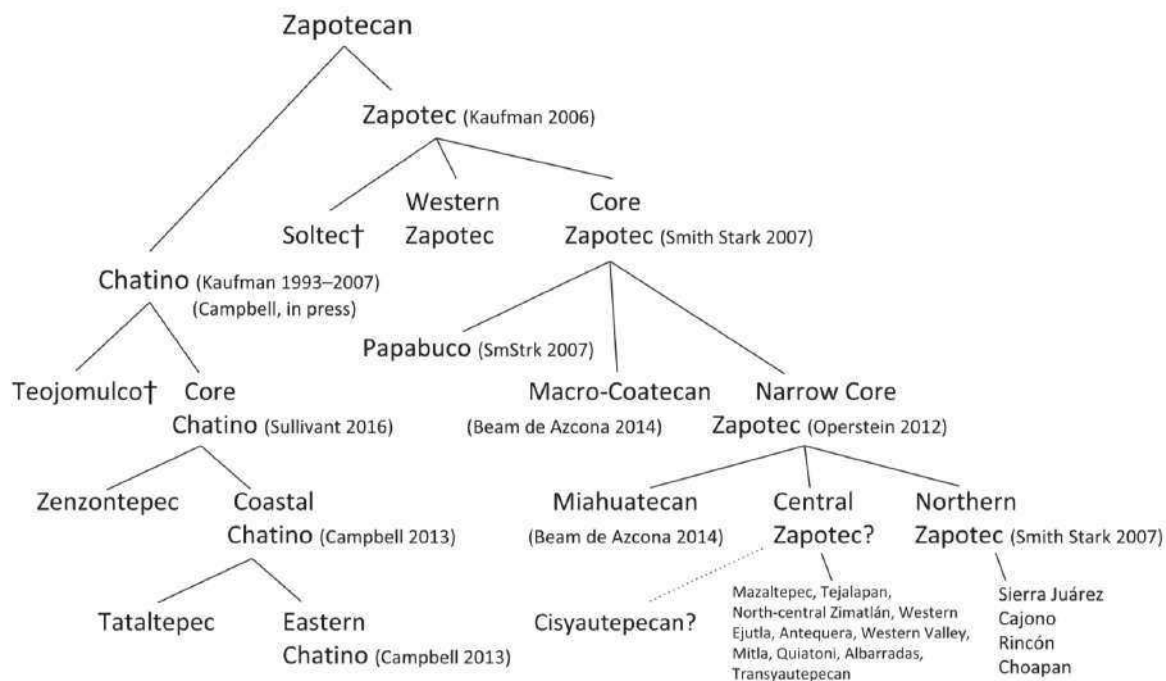 Zapotecan
Zapotec (Kaufman 2006)
Soltec†
Western
Zapotec
Core
Zapotec (Smith Stark 2007)
Chatino (Kaufman 1993–2007)
(Campbell, in press)
Papabuco (SmStrk 2007)
Teojomulco†
Core
Chatino (Sullivant 2016)
Macro-Coatecan
(Beam de Azcona 2014)
Narrow Core
Zapotec (Operstein 2012)
Zenzontepec
Coastal
Chatino (Campbell 2013)
Miahuatecan
(Beam de Azcona 2014)
Central
Zapotec?
Northern
Zapotec (Smith Stark 2007)
Tataltepec
Eastern
Chatino (Campbell 2013)
Cisyautepecan?
Mazaltepec, Tejalapan,
North-central Zimatlán, Western
Ejutla, Antequera, Western Valley,
Mitla, Quiatoni, Albarradas,
Transyautepecan
Sierra Juárez
Cajono
Rincón
Choapan